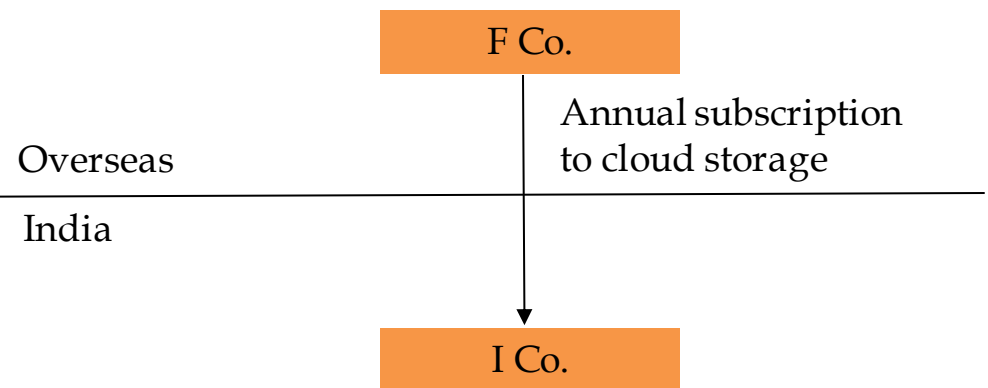 F Co.
Annual subscription
to cloud storage
Overseas
India
I Co.